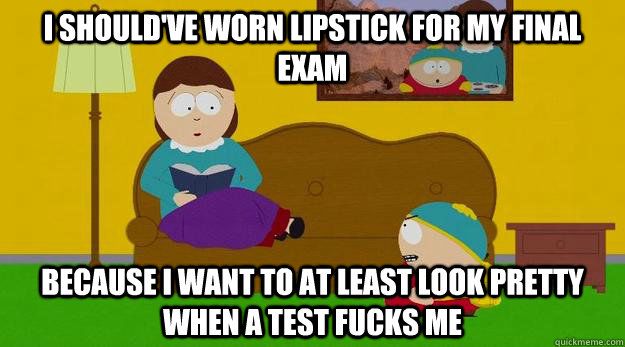 I SHOULD'VE WORN LIPSTICK FOR MY FINAL
EXAM
BECAUSE I WANT TO AT LEAST LOOK PRETTY
WHEN A TEST FUCKS ME
quickmeme.com